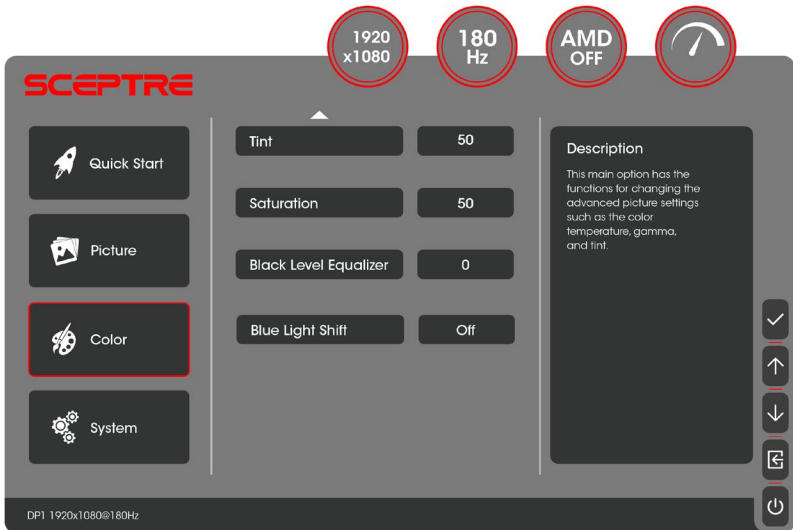 1920
x1080
180
Hz
AMD
OFF
SCEPTRE
Quick Start
Picture
Color
System
Tint
50
Saturation
50
Black Level Equalizer
0
Blue Light Shift
Off
Description
This main option has the
functions for changing the
advanced picture settings
such as the color
temperature, gamma,
and tint.
DP1 1920x1080@180Hz